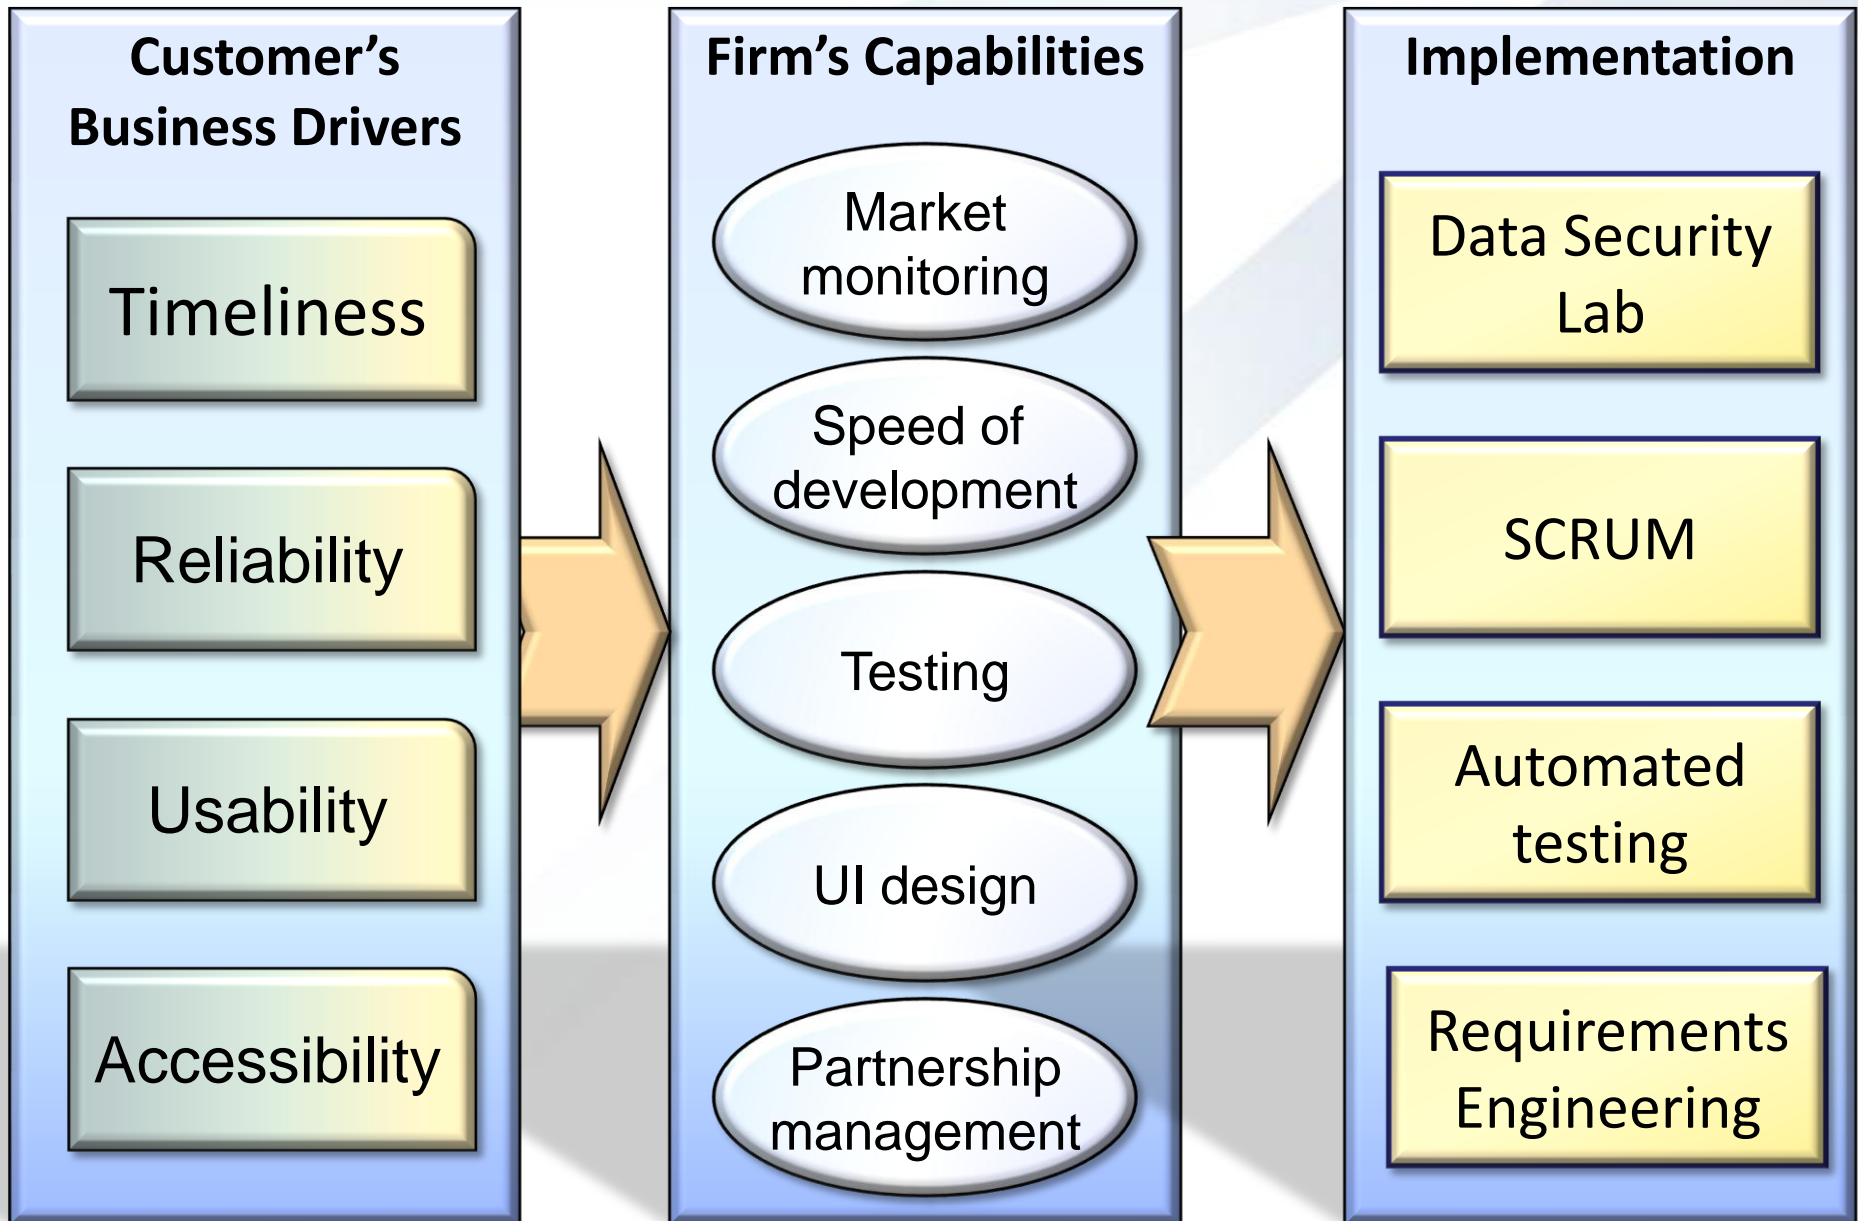 Customer’s
Business Drivers
Timeliness
Reliability
Usability
Accessibility
Firm’s Capabilities
Market
monitoring
Speed of
development
Testing
UI design
Partnership
management
Implementation
Data Security
Lab
SCRUM
Automated
testing
Requirements
Engineering